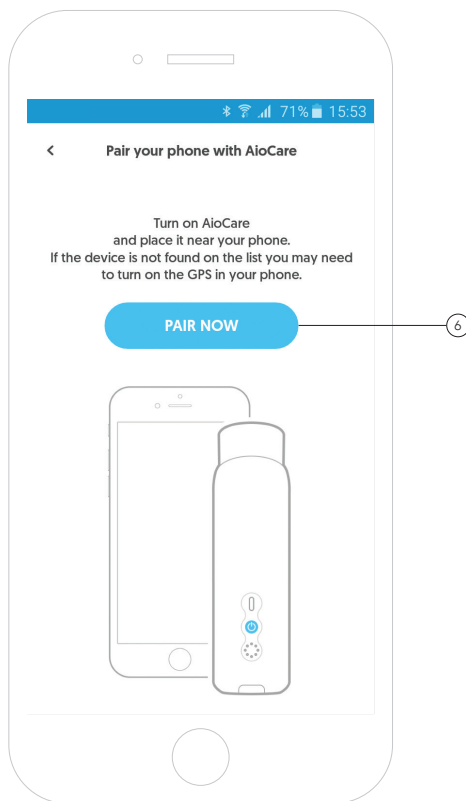 71% 15:53
< Pair your phone with AioCare
Turn on AioCare
and place it near your phone.
If the device is not found on the list you may need
to turn on the GPS in your phone.
PAIR NOW
6